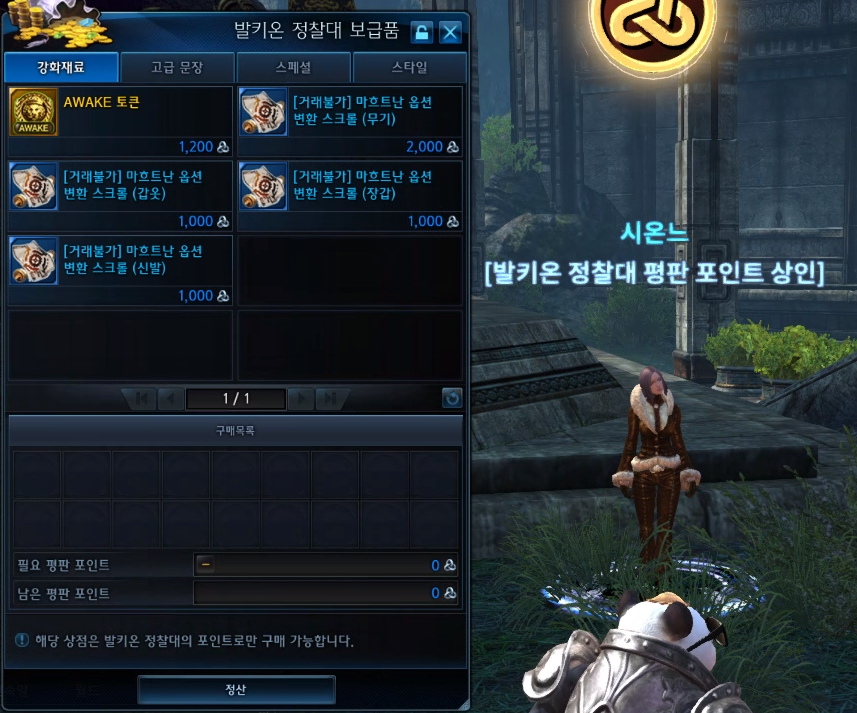 발키온 정찰대 보급품
강화재료
고급 문장
스페셜
스타일
AWAKE
AWAKE 토큰
1,200
[거래불가] 마흐트난 옵션
변환 스크롤 (무기)
2,000
[거래불가] 마흐트난 옵션
변환 스크롤 (갑옷)
1,000
[거래불가] 마흐트난 옵션
변환 스크롤 (장갑)
1,000
[거래불가] 마흐트난 옵션
변환 스크롤 (신발)
1,000
1 / 1
구매목록
필요 평판 포인트
0
남은 평판 포인트
0
해당 상점은 발키온 정찰대의 포인트로만 구매 가능합니다.
정산
시온느
[발키온 정찰대 평판 포인트 상인]